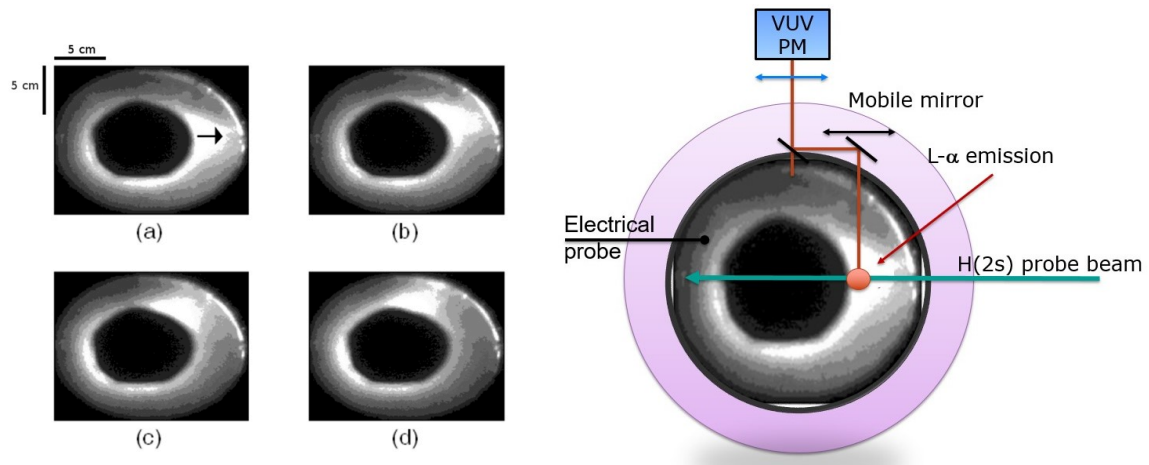 5 cm
5 cm
(a)
(b)
(c)
(d)
VUV
PM
Mobile mirror
L-α emission
Electrical
probe
H(2s) probe beam